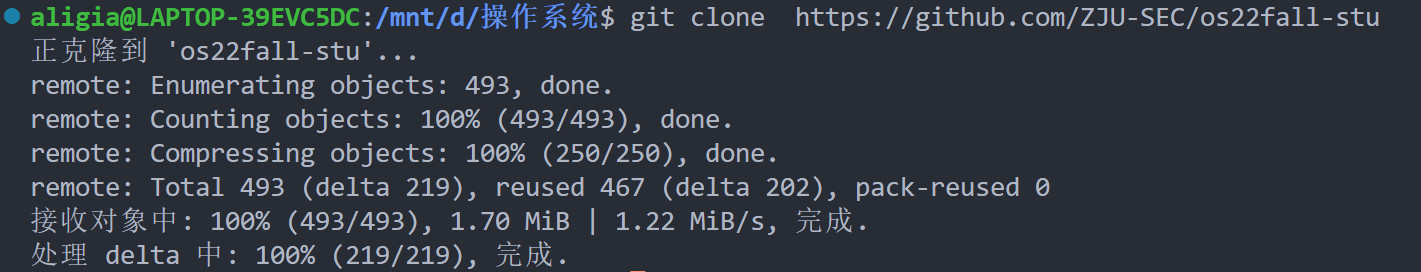 aligia@LAPTOP-39EVC5DC:/mnt/d/操作系统$ git clone  https://github.com/ZJU-SEC/os22fall-stu
正克隆到 'os22fall-stu'...
remote: Enumerating objects: 493, done.
remote: Counting objects: 100% (493/493), done.
remote: Compressing objects: 100% (250/250), done.
remote: Total 493 (delta 219), reused 467 (delta 202), pack-reused 0
接收对象中: 100% (493/493), 1.70 MiB | 1.22 MiB/s, 完成.
处理 delta 中: 100% (219/219), 完成.